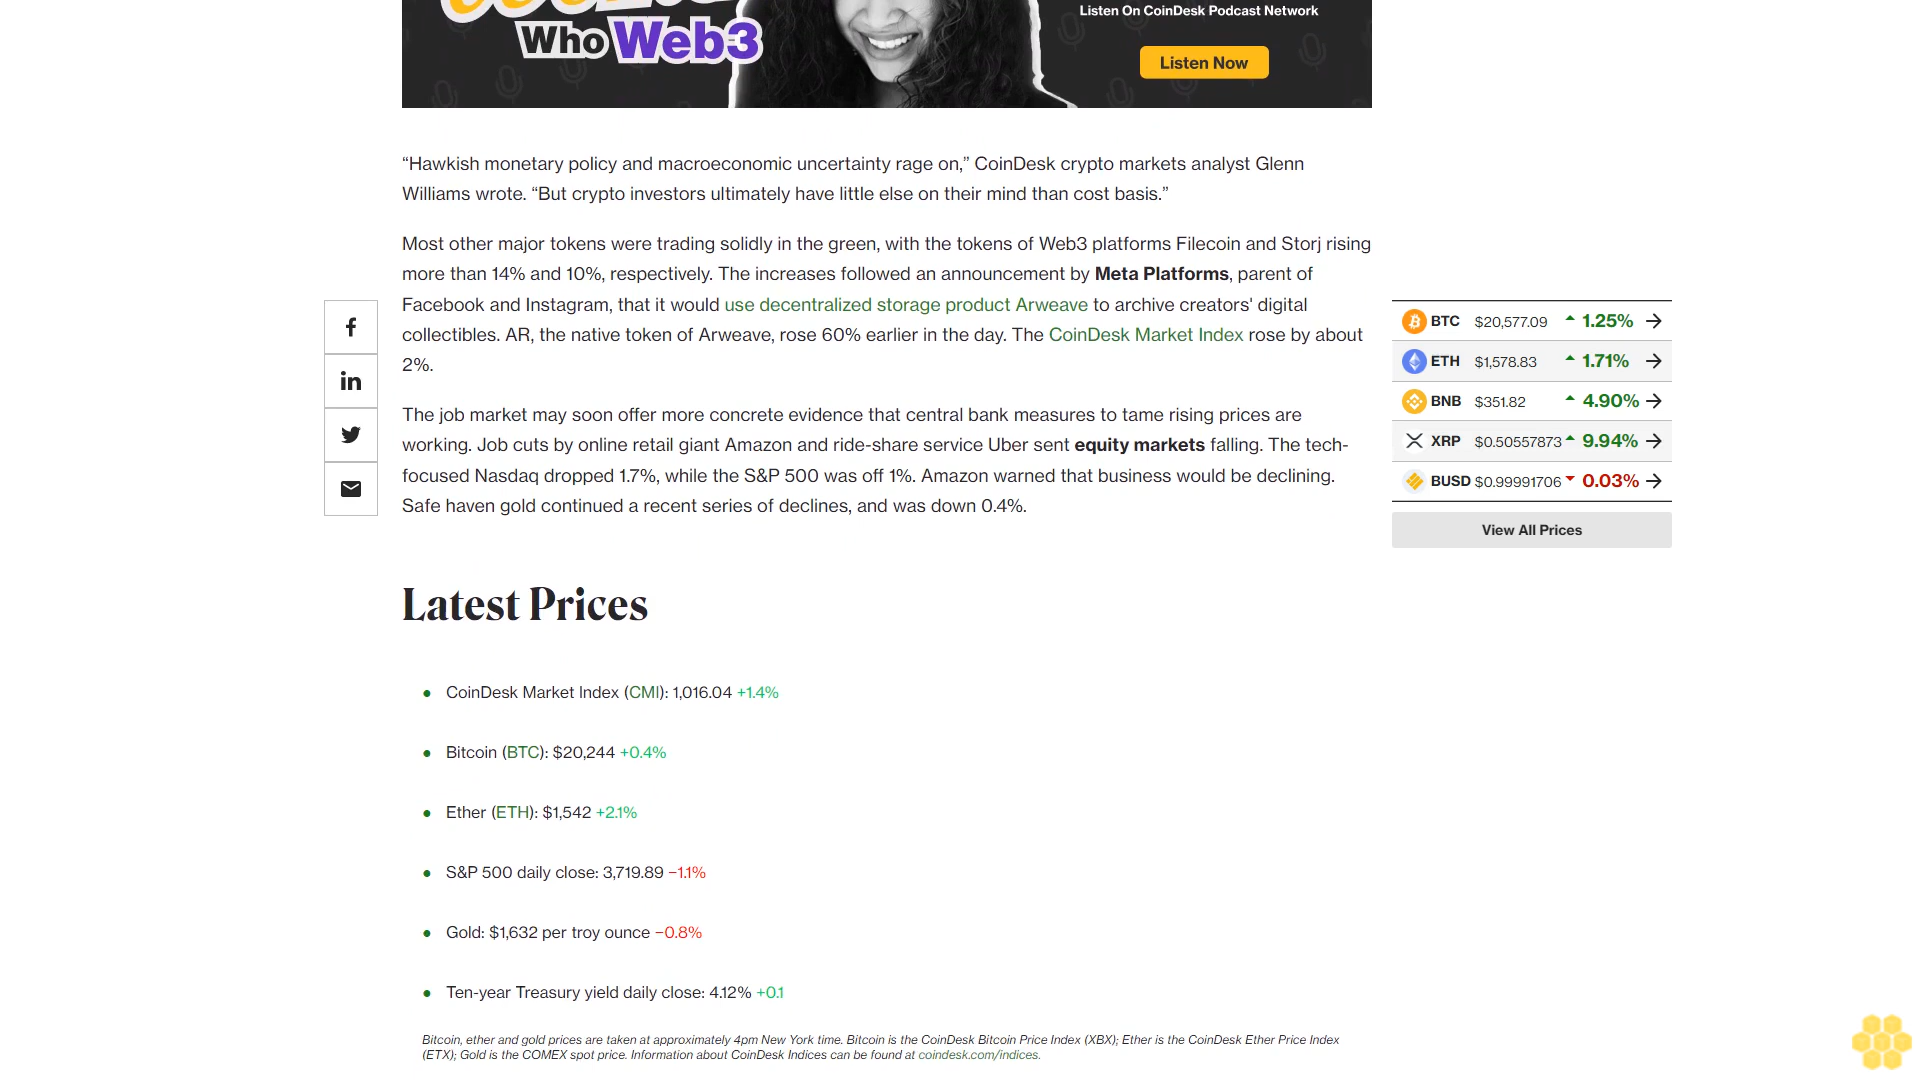 Who Web3
Listen On CoinDesk Podcast Network
Listen Now
“Hawkish monetary policy and macroeconomic uncertainty rage on,” CoinDesk crypto markets analyst Glenn
Williams wrote. “But crypto investors ultimately have little else on their mind than cost basis.”
Most other major tokens were trading solidly in the green, with the tokens of Web3 platforms Filecoin and Storj rising
more than 14% and 10%, respectively. The increases followed an announcement by Meta Platforms, parent of
Facebook and Instagram, that it would use decentralized storage product Arweave to archive creators' digital
collectibles. AR, the native token of Arweave, rose 60% earlier in the day. The CoinDesk Market Index rose by about
2%.
The job market may soon offer more concrete evidence that central bank measures to tame rising prices are
working. Job cuts by online retail giant Amazon and ride-share service Uber sent equity markets falling. The tech-
focused Nasdaq dropped 1.7%, while the S&P 500 was off 1%. Amazon warned that business would be declining.
Safe haven gold continued a recent series of declines, and was down 0.4%.
BTC $20,577.09 1.25%
ETH $1,578.83 1.71%
BNB $351.82 4.90%
XRP $0.50557873 9.94%
BUSD $0.99991706 0.03%
View All Prices
Latest Prices
● CoinDesk Market Index (CMI): 1,016.04 +1.4%
● Bitcoin (BTC): $20,244 +0.4%
● Ether (ETH): $1,542 +2.1%
● S&P 500 daily close: 3,719.89 −1.1%
● Gold: $1,632 per troy ounce −0.8%
● Ten-year Treasury yield daily close: 4.12% +0.1
Bitcoin, ether and gold prices are taken at approximately 4pm New York time. Bitcoin is the CoinDesk Bitcoin Price Index (XBX); Ether is the CoinDesk Ether Price Index
(ETX); Gold is the COMEX spot price. Information about CoinDesk Indices can be found at coindesk.com/indices.